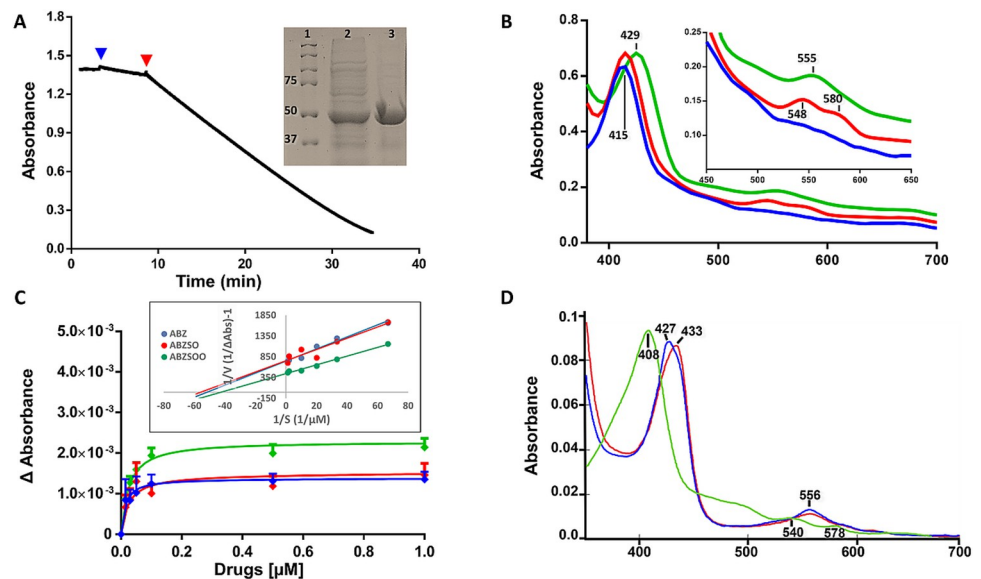 A
1.8
1.5
1.2
0.9
0.6
0.3
0.0
Absorbance
0 10 20 30 40
Time (min)
1 2 3
75
50
37
B
0.8
0.6
0.4
0.2
0.0
Absorbance
400 500 600 700
429
415
0.25
0.20
0.15
0.10
450 500 550 600 650
555
548
580
C
5.0×10⁻³
4.0×10⁻³
3.0×10⁻³
2.0×10⁻³
1.0×10⁻³
0.0
Δ Absorbance
0.0 0.2 0.4 0.6 0.8 1.0
Drugs [µM]
ABZ
ABZSO
ABZSOO
1/V (1/ΔAbs)-1
1850
1350
850
350
-150
-80 -60 -40 -20 0 20 40 60 80
1/S (1/µM)
D
0.1
0.08
0.06
0.04
0.02
0.0
Absorbance
400 500 600 700
427
433
408
556
540
578